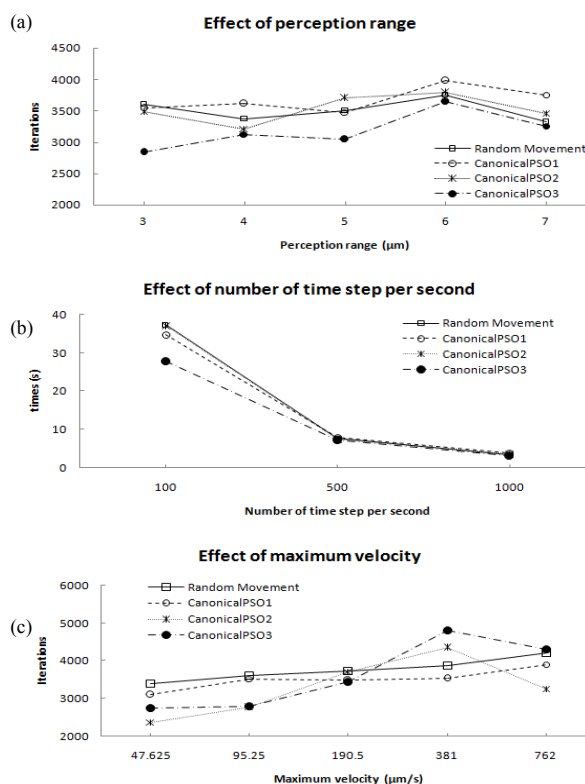 (a)
Effect of perception range
4500
4000
3500
3000
2500
2000
Iterations
Random Movement
CanonicalPSO1
CanonicalPSO2
CanonicalPSO3
3 4 5 6 7
Perception range (µm)
(b)
Effect of number of time step per second
40
30
20
10
0
times (s)
Random Movement
CanonicalPSO1
CanonicalPSO2
CanonicalPSO3
100 500 1000
Number of time step per second
(c)
Effect of maximum velocity
6000
5000
4000
3000
2000
Iterations
Random Movement
CanonicalPSO1
CanonicalPSO2
CanonicalPSO3
47.625 95.25 190.5 381 762
Maximum velocity (µm/s)